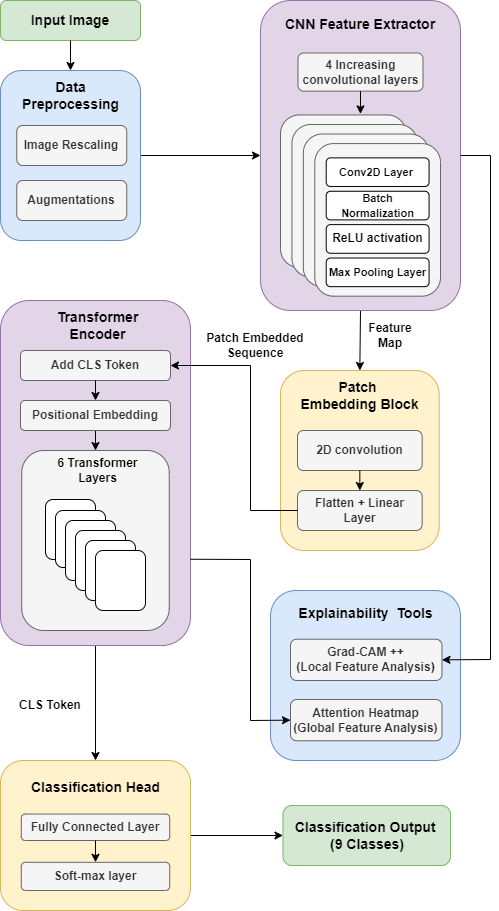 Input Image
Data
Preprocessing
Image Rescaling
Augmentations
CNN Feature Extractor
4 Increasing
convolutional layers
Conv2D Layer
Batch
Normalization
ReLU activation
Max Pooling Layer
Feature
Map
Patch
Embedding Block
2D convolution
Flatten + Linear
Layer
Patch Embedded
Sequence
Transformer
Encoder
Add CLS Token
Positional Embedding
6 Transformer
Layers
Explainability Tools
Grad-CAM ++
(Local Feature Analysis)
Attention Heatmap
(Global Feature Analysis)
CLS Token
Classification Head
Fully Connected Layer
Soft-max layer
Classification Output
(9 Classes)